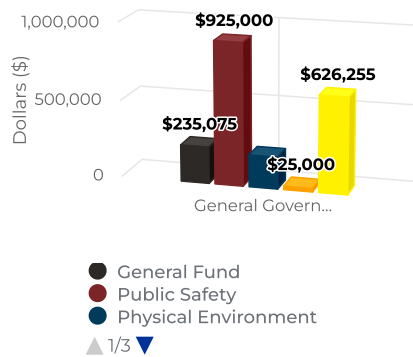 1,000,000
$925,000
$626,255
500,000
$235,075
$25,000
0
Dollars ($)
General Govern...
General Fund
Public Safety
Physical Environment
1/3